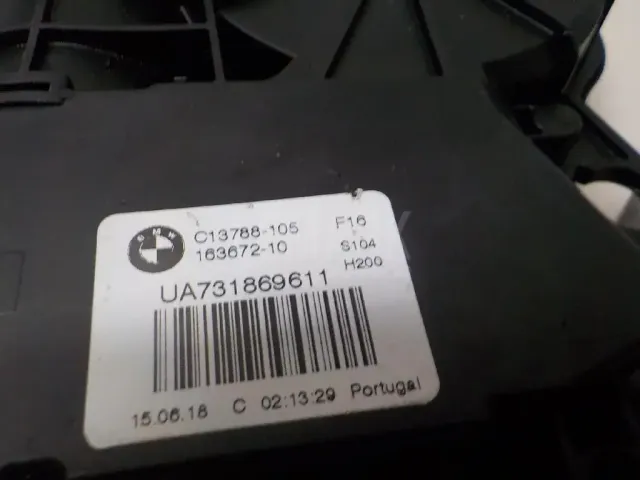 BMW
C13788-105 F16
163672-10 S104
H200
UA731869611
15.06.18 C 02:13:29 Portugal